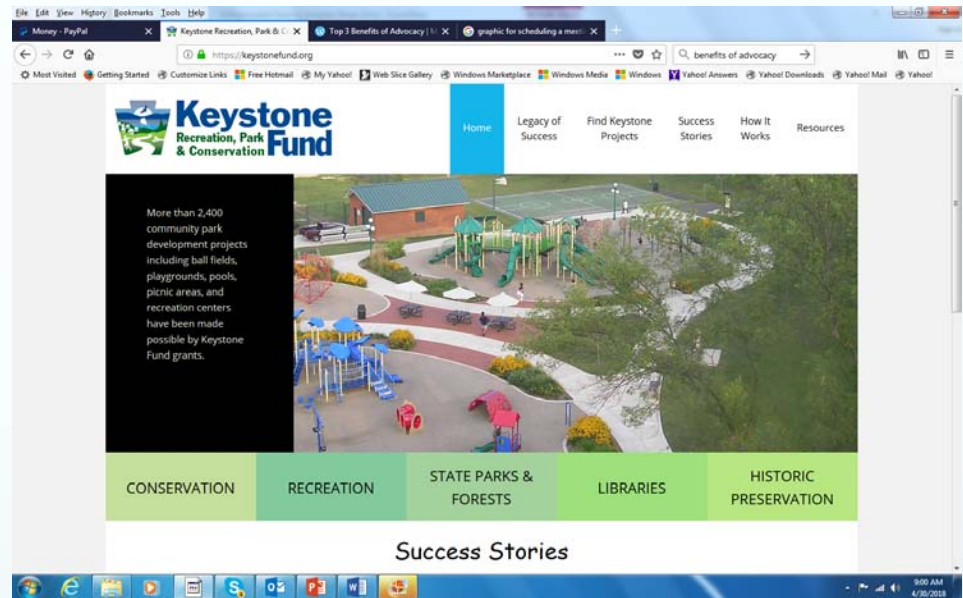 File Edit View History Bookmarks Tools Help
Money - PayPal
Keystone Recreation, Park & C
Top 3 Benefits of Advocacy |
graphic for scheduling a meeti
https://keystonefund.org
benefits of advocacy
Most Visited Getting Started Customize Links Free Hotmail My Yahoo! Web Slice Gallery Windows Marketplace Windows Media Windows Yahoo! Answers Yahoo! Downloads Yahoo! Mail Yahoo!
Keystone
Recreation, Park
& Conservation Fund
Home
Legacy of
Success
Find Keystone
Projects
Success
Stories
How It
Works
Resources
More than 2,400
community park
development projects
including ball fields,
playgrounds, pools,
picnic areas, and
recreation centers
have been made
possible by Keystone
Fund grants.
CONSERVATION
RECREATION
STATE PARKS &
FORESTS
LIBRARIES
HISTORIC
PRESERVATION
Success Stories
9:00 AM
4/30/2018